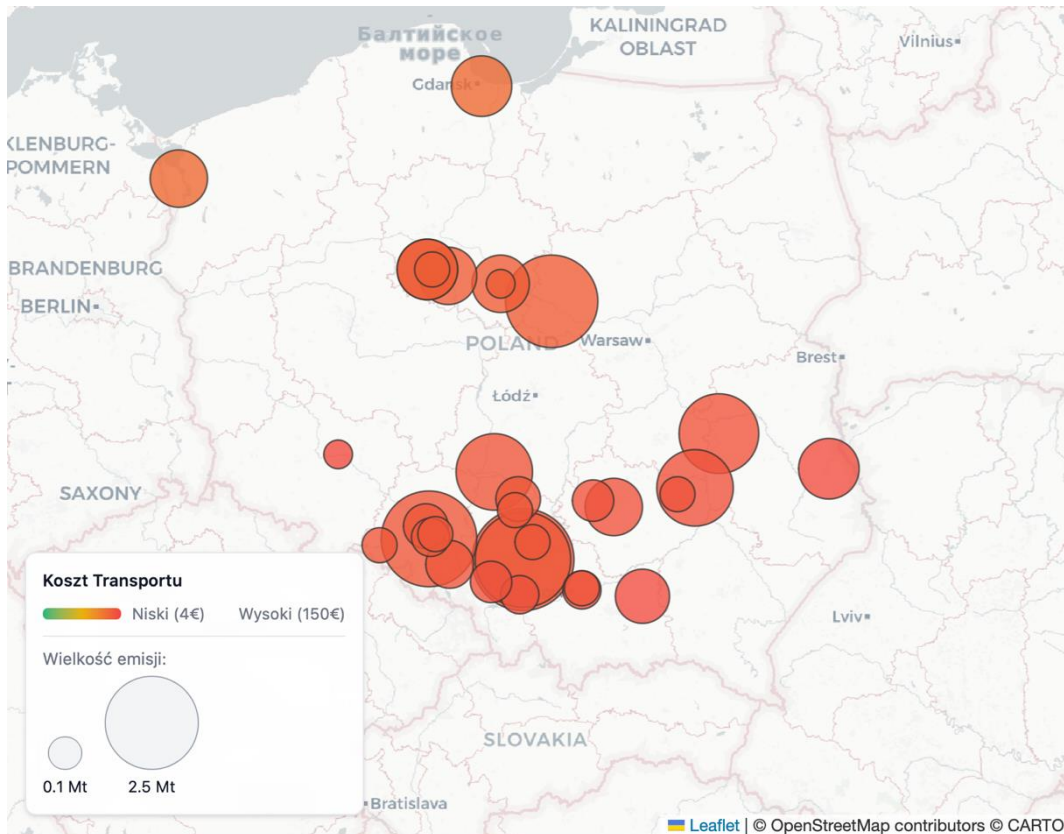 Балтийское
море
KALININGRAD
OBLAST
Vilnius
Gdansk
KLENBURG-
POMMERN
BRANDENBURG
BERLIN
POLAND
Warsaw
Brest
Łódź
SAXONY
Koszt Transportu
Niski (4€) Wysoki (150€)
Wielkość emisji:
0.1 Mt 2.5 Mt
Lviv
SLOVAKIA
Bratislava
Leaflet | © OpenStreetMap contributors © CARTO